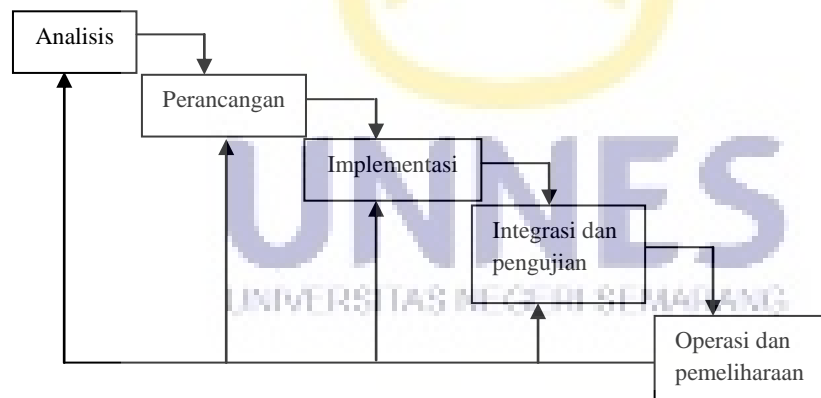 Analisis
Perancangan
Implementasi
Integrasi dan
pengujian
Operasi dan
pemeliharaan
UNNES
UNIVERSITAS NEGERI SEMARANG